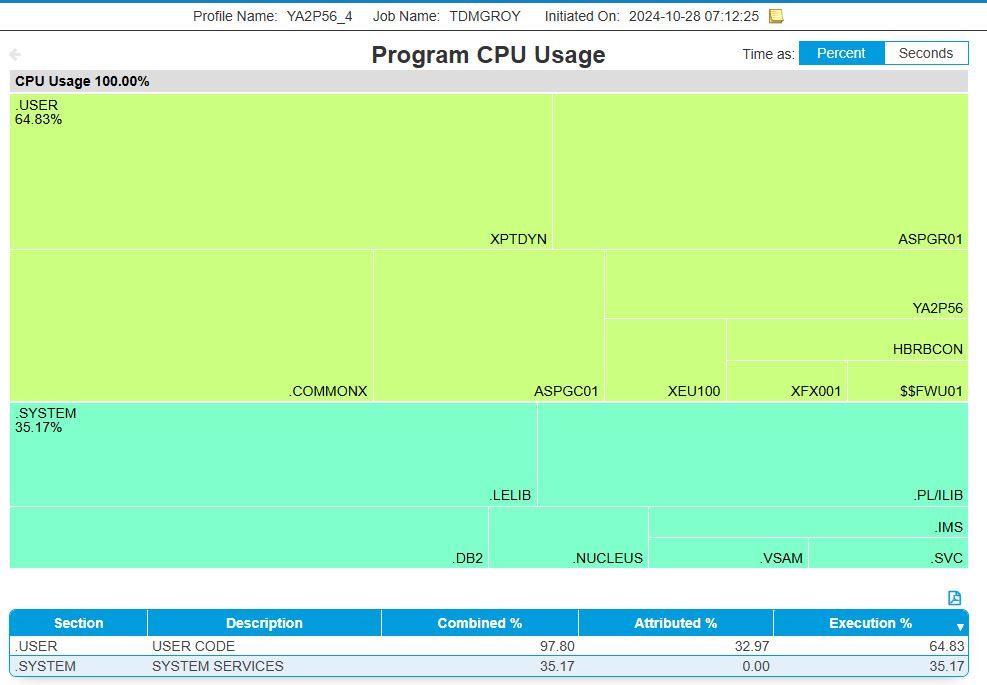 Profile Name: YA2P56_4 Job Name: TDMGROY Initiated On: 2024-10-28 07:12:25
Program CPU Usage
Time as: Percent Seconds
CPU Usage 100.00%
.USER
64.83%
XPTDYN
ASPGR01
YA2P56
HBRBCON
.COMMONX
ASPGC01
XEU100
XFX001
$$FWU01
.SYSTEM
35.17%
.LELIB
.PL/ILIB
.IMS
.DB2
.NUCLEUS
.VSAM
.SVC
Section Description Combined % Attributed % Execution %
.USER USER CODE 97.80 32.97 64.83
.SYSTEM SYSTEM SERVICES 35.17 0.00 35.17